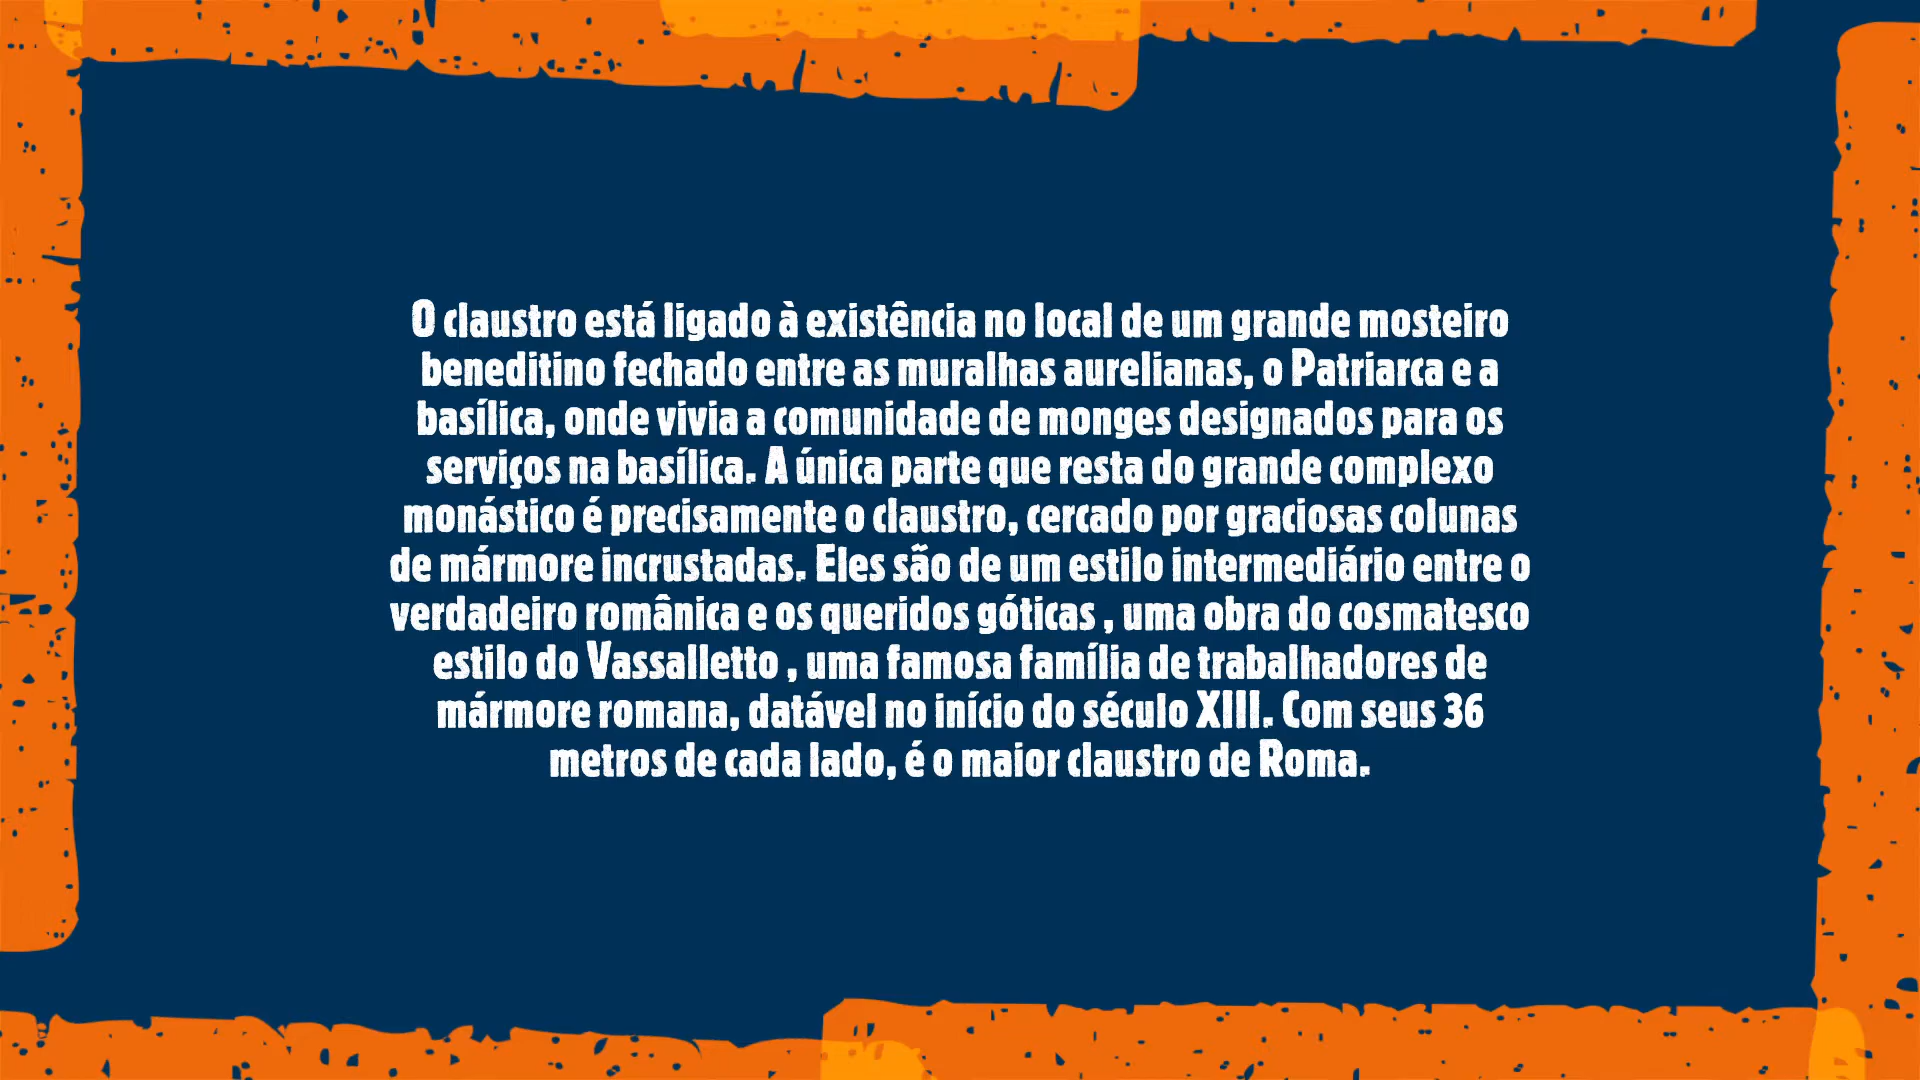 O claustro está ligado à existência no local de um grande mosteiro
beneditino fechado entre as muralhas aurelianas, o Patriarca e a
basílica, onde vivia a comunidade de monges designados para os
serviços na basílica. A única parte que resta do grande complexo
monástico é precisamente o claustro, cercado por graciosas colunas
de mármore incrustadas. Eles são de um estilo intermediário entre o
verdadeiro românica e os queridos góticas , uma obra do cosmatesco
estilo do Vassalletto , uma famosa família de trabalhadores de
mármore romana, datável no início do século XIII. Com seus 36
metros de cada lado, é o maior claustro de Roma.